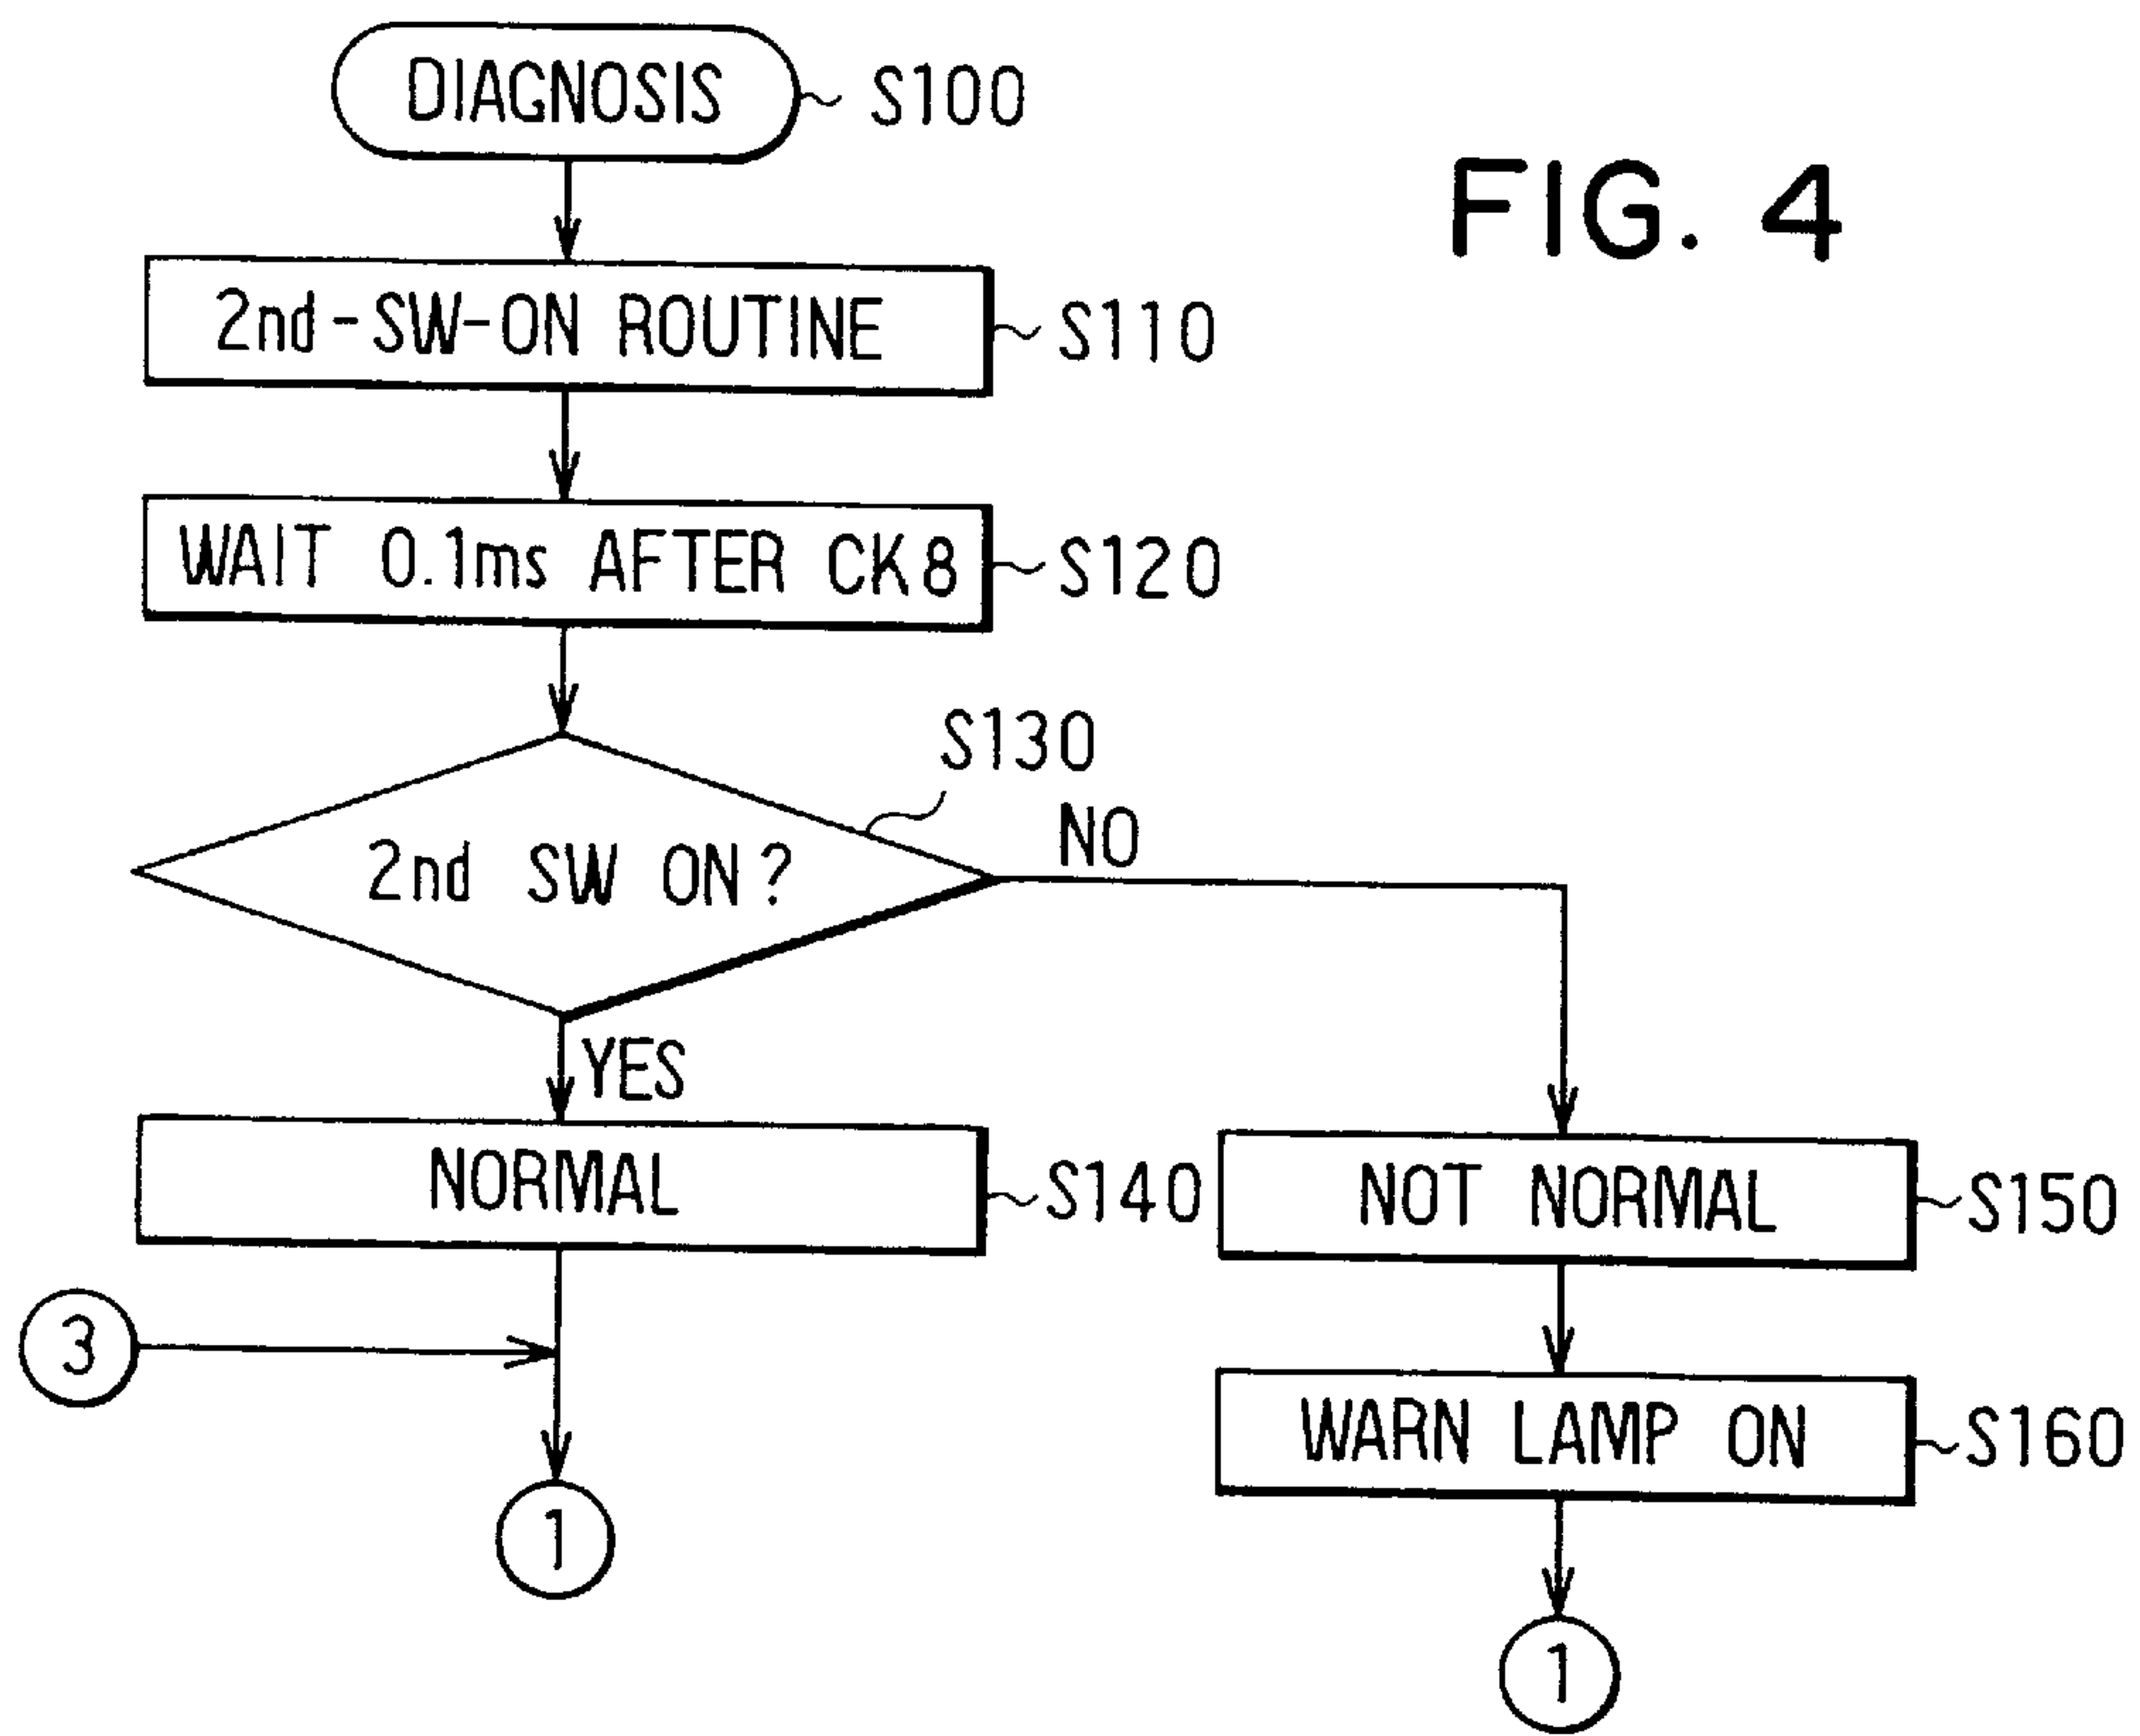 DIAGNOSIS
S100
FIG. 4
2nd-SW-ON ROUTINE
S110
WAIT 0.1ms AFTER CK8
S120
S130
2nd SW ON?
NO
YES
NORMAL
S140
NOT NORMAL
S150
3
WARN LAMP ON
S160
1
1